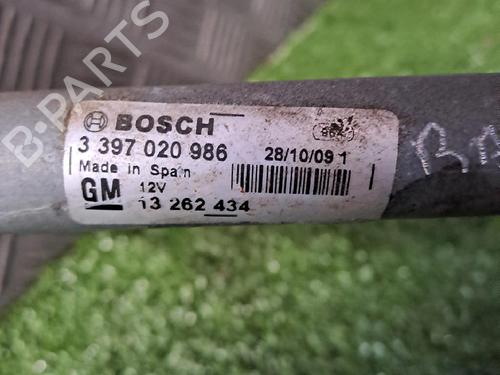 B-PARTS
BOSCH
3 397 020 986
28/10/09 1
Made in Spain
GM
12V
13 262 434